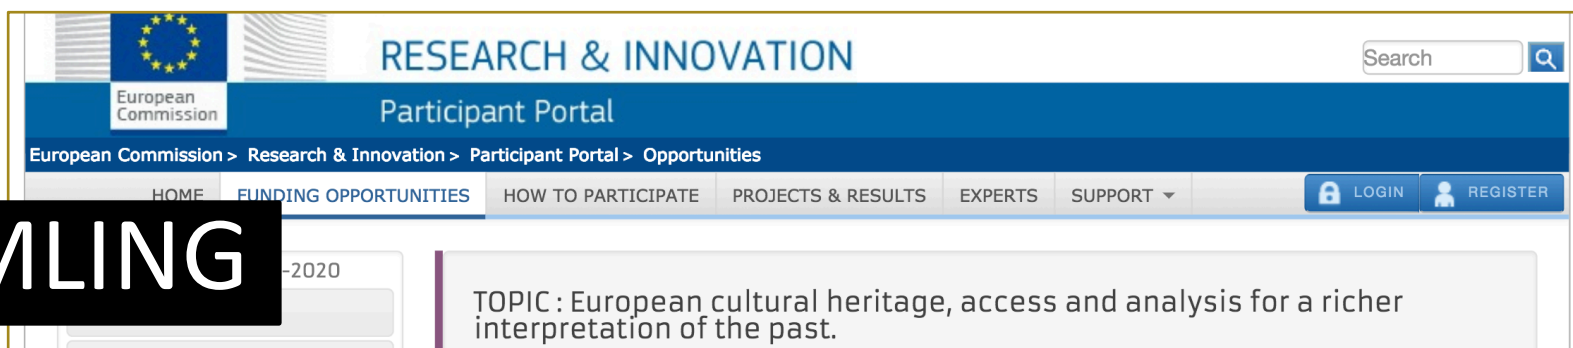 RESEARCH & INNOVATION
Search
European
Commission
Participant Portal
European Commission > Research & Innovation > Participant Portal > Opportunities
HOME FUNDING OPPORTUNITIES HOW TO PARTICIPATE PROJECTS & RESULTS EXPERTS SUPPORT LOGIN REGISTER
-2020
TOPIC : European cultural heritage, access and analysis for a richer
interpretation of the past.